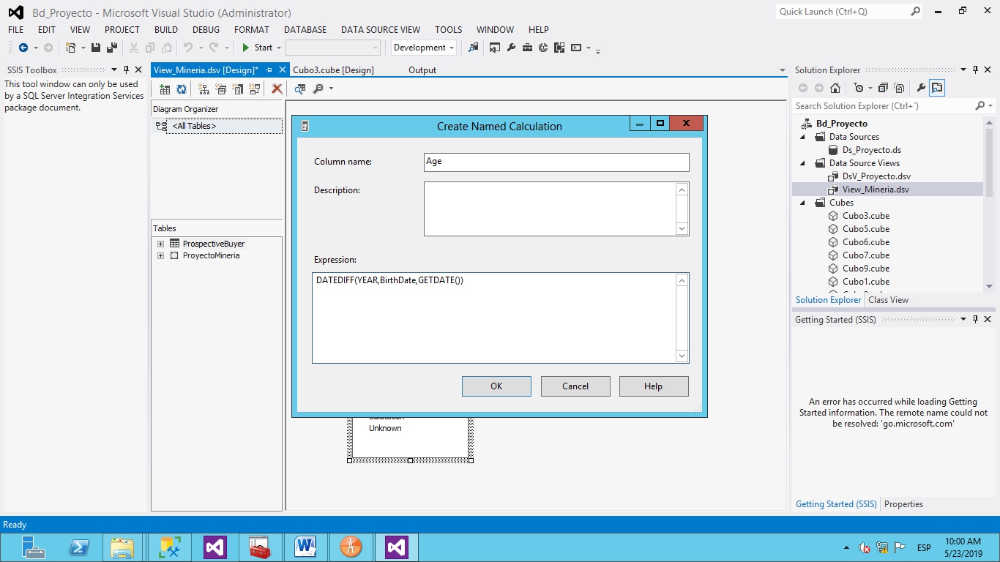 Bd_Proyecto - Microsoft Visual Studio (Administrator)
Quick Launch (Ctrl+Q)
FILE EDIT VIEW PROJECT BUILD DEBUG FORMAT DATABASE DATA SOURCE VIEW TOOLS WINDOW HELP
Start
Development
SSIS Toolbox
This tool window can only be used
by a SQL Server Integration Services
package document.
View_Mineria.dsv [Design]*
Cubo3.cube [Design]
Output
Diagram Organizer
<All Tables>
Tables
ProspectiveBuyer
ProyectoMineria
Create Named Calculation
Column name:
Age
Description:
Expression:
DATEDIFF(YEAR,BirthDate,GETDATE())
OK
Cancel
Help
Salutation
Unknown
Solution Explorer
Search Solution Explorer (Ctrl+´)
Bd_Proyecto
Data Sources
Ds_Proyecto.ds
Data Source Views
DsV_Proyecto.dsv
View_Mineria.dsv
Cubes
Cubo3.cube
Cubo5.cube
Cubo6.cube
Cubo7.cube
Cubo9.cube
Cubo1.cube
Solution Explorer
Class View
Getting Started (SSIS)
An error has occurred while loading Getting
Started information. The remote name could not
be resolved: 'go.microsoft.com'
Getting Started (SSIS)
Properties
Ready
ESP
10:00 AM
5/23/2019